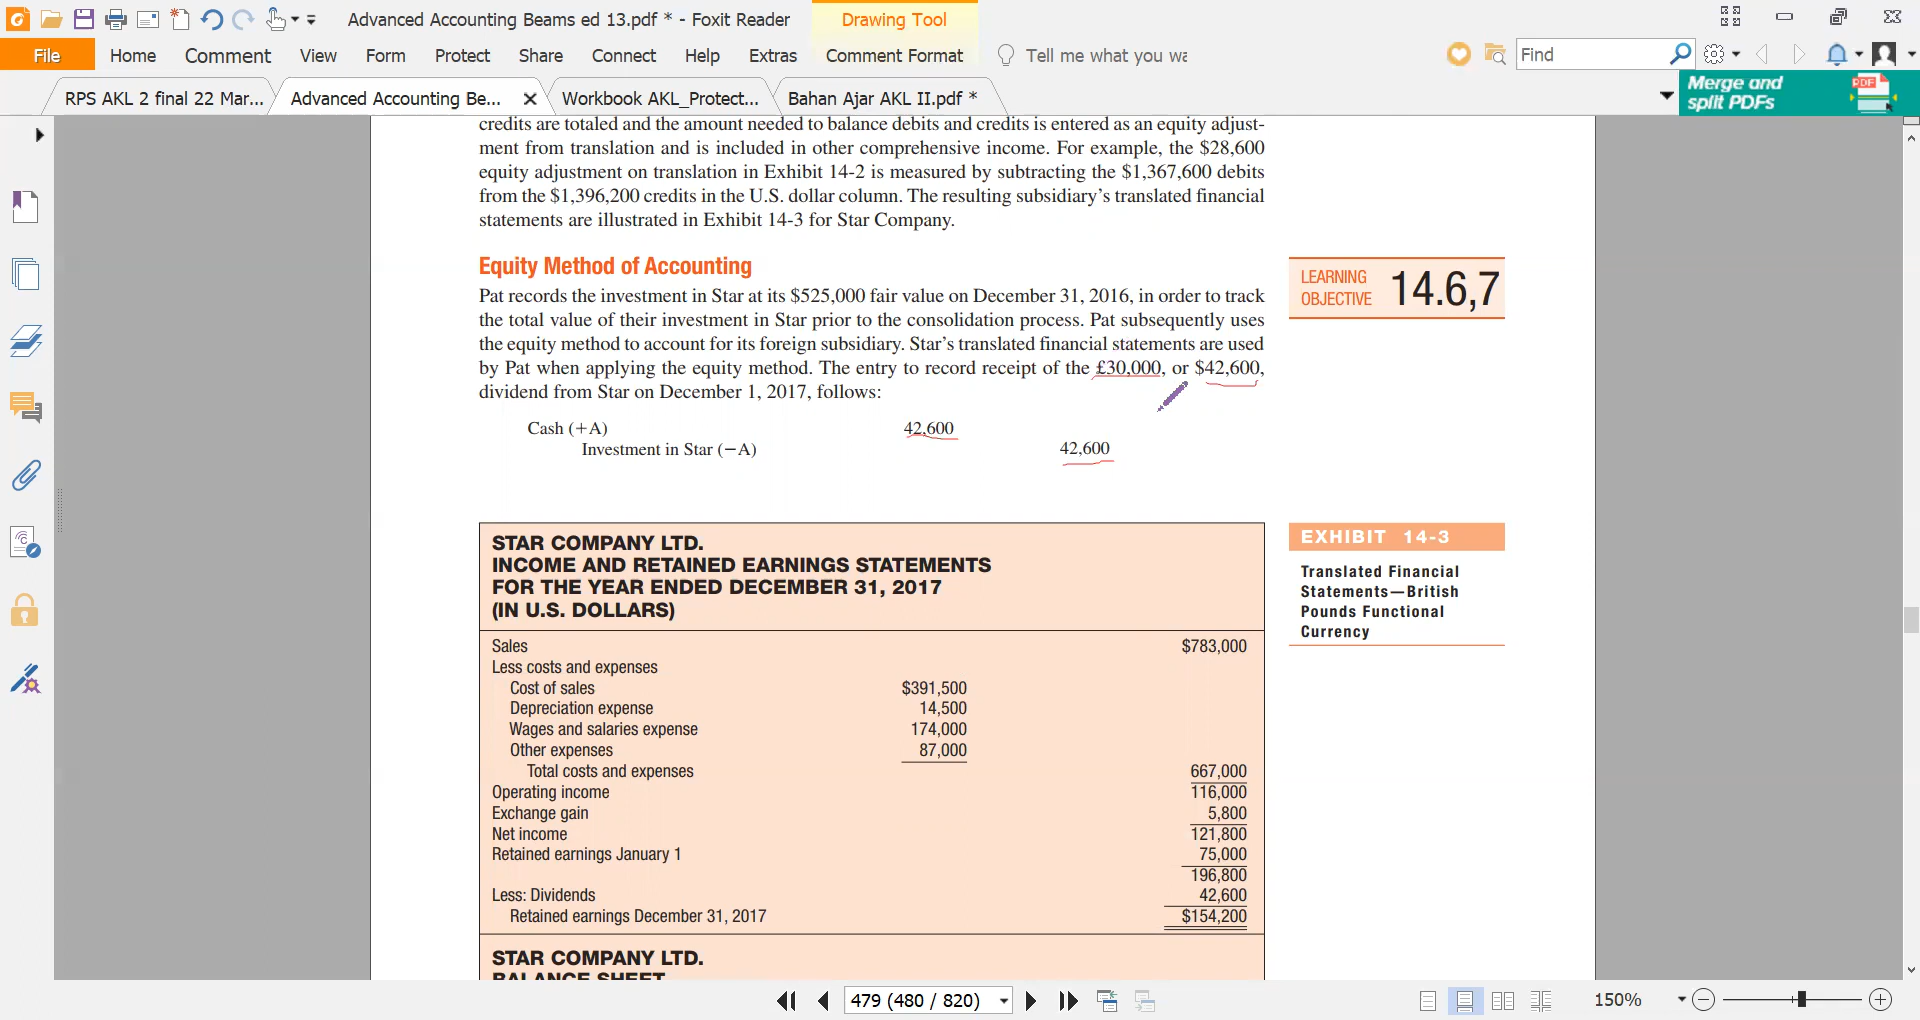 Advanced Accounting Beams ed 13.pdf * - Foxit Reader
Drawing Tool
File Home Comment View Form Protect Share Connect Help Extras Comment Format Tell me what you wa
Find
RPS AKL 2 final 22 Mar... Advanced Accounting Be... Workbook AKL_Protect... Bahan Ajar AKL II.pdf *
Merge and
split PDFs
PDF
credits are totaled and the amount needed to balance debits and credits is entered as an equity adjust-
ment from translation and is included in other comprehensive income. For example, the $28,600
equity adjustment on translation in Exhibit 14-2 is measured by subtracting the $1,367,600 debits
from the $1,396,200 credits in the U.S. dollar column. The resulting subsidiary's translated financial
statements are illustrated in Exhibit 14-3 for Star Company.
Equity Method of Accounting
Pat records the investment in Star at its $525,000 fair value on December 31, 2016, in order to track
the total value of their investment in Star prior to the consolidation process. Pat subsequently uses
the equity method to account for its foreign subsidiary. Star's translated financial statements are used
by Pat when applying the equity method. The entry to record receipt of the £30,000, or $42,600,
dividend from Star on December 1, 2017, follows:
LEARNING
OBJECTIVE 14.6,7
Cash (+A) 42,600
Investment in Star (−A) 42,600
STAR COMPANY LTD.
INCOME AND RETAINED EARNINGS STATEMENTS
FOR THE YEAR ENDED DECEMBER 31, 2017
(IN U.S. DOLLARS)
Sales $783,000
Less costs and expenses
Cost of sales $391,500
Depreciation expense 14,500
Wages and salaries expense 174,000
Other expenses 87,000
Total costs and expenses 667,000
Operating income 116,000
Exchange gain 5,800
Net income 121,800
Retained earnings January 1 75,000
196,800
Less: Dividends 42,600
Retained earnings December 31, 2017 $154,200
STAR COMPANY LTD.
BALANCE SHEET
EXHIBIT 14-3
Translated Financial
Statements—British
Pounds Functional
Currency
479 (480 / 820)
150%